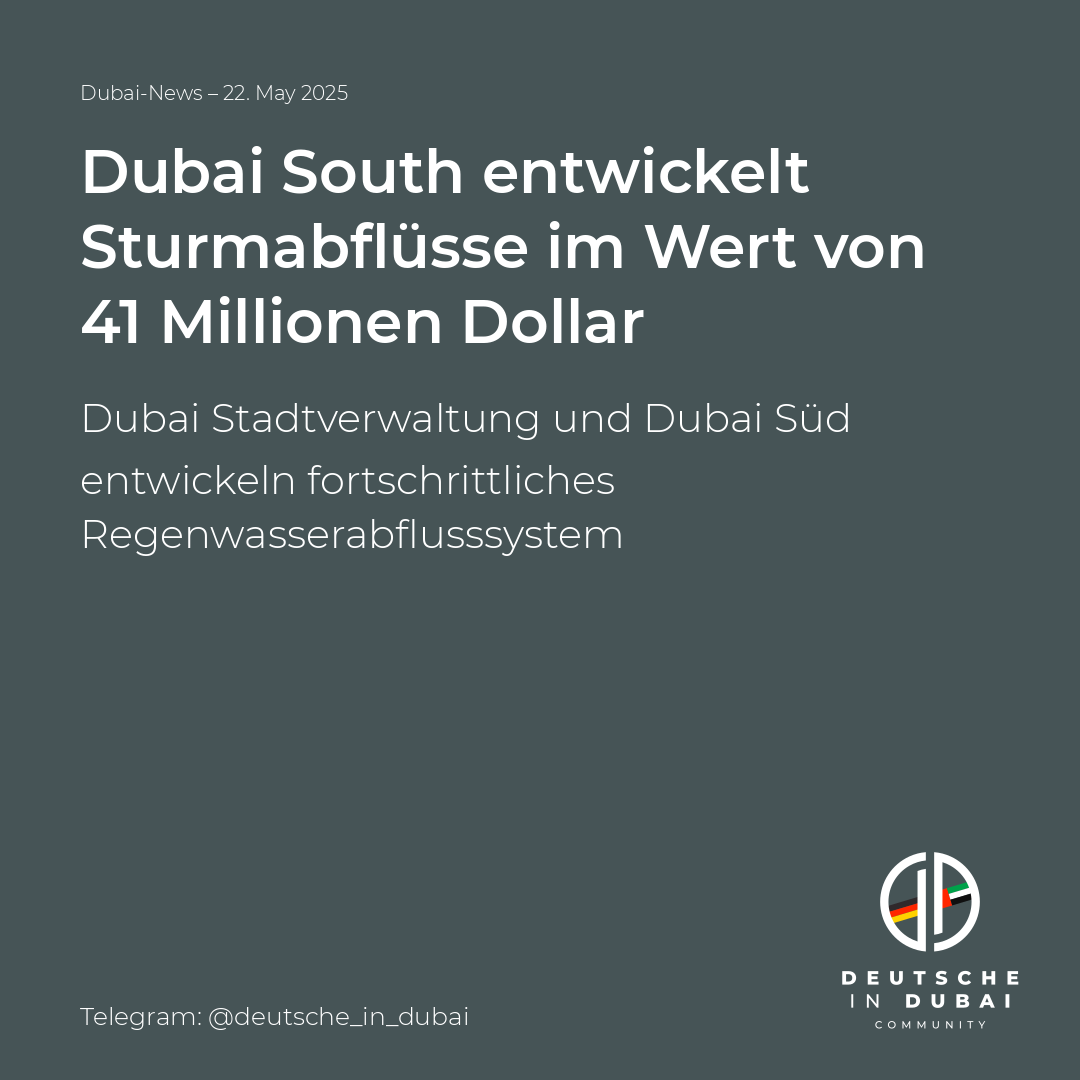 Dubai-News – 22. May 2025
Dubai South entwickelt
Sturmabflüsse im Wert von
41 Millionen Dollar
Dubai Stadtverwaltung und Dubai Süd
entwickeln fortschrittliches
Regenwasserabflusssystem
DEUTSCHE
IN DUBAI
COMMUNITY
Telegram: @deutsche_in_dubai